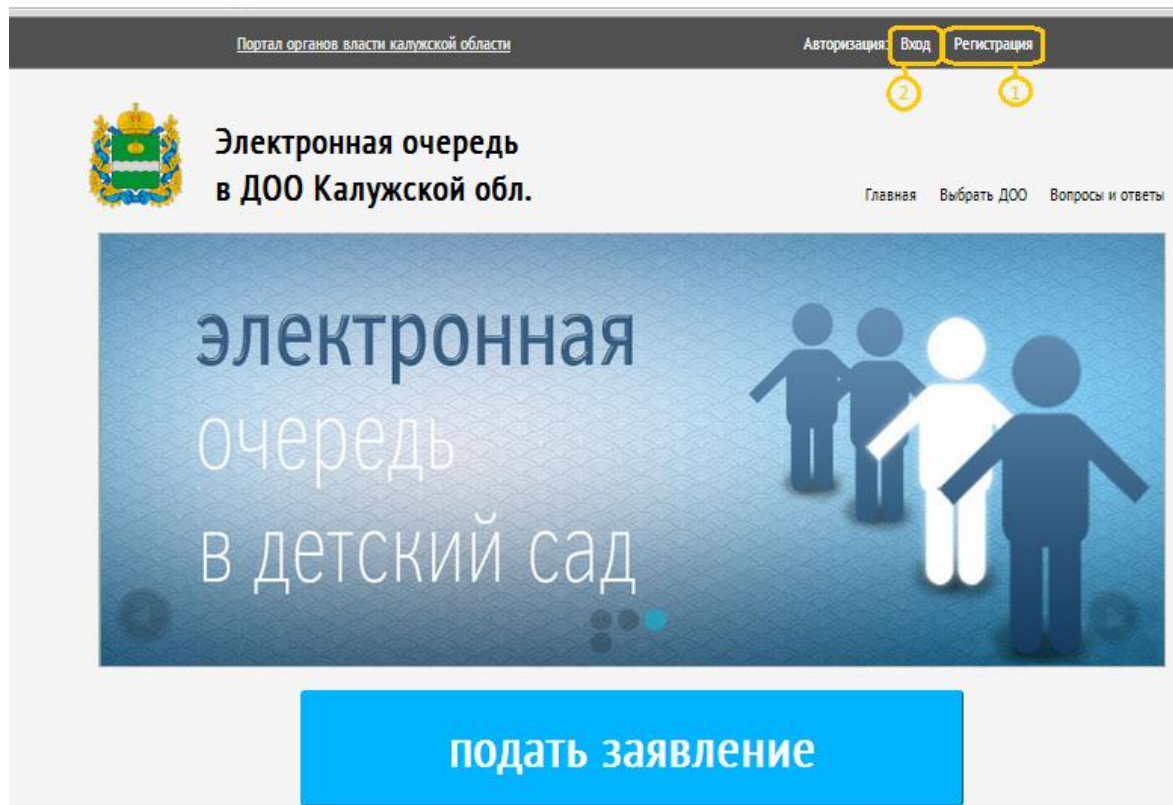 Портал органов власти калужской области
Авторизация: Вход Регистрация
2 1
Электронная очередь
в ДОО Калужской обл.
Главная Выбрать ДОО Вопросы и ответы
электронная
очередь
в детский сад
подать заявление